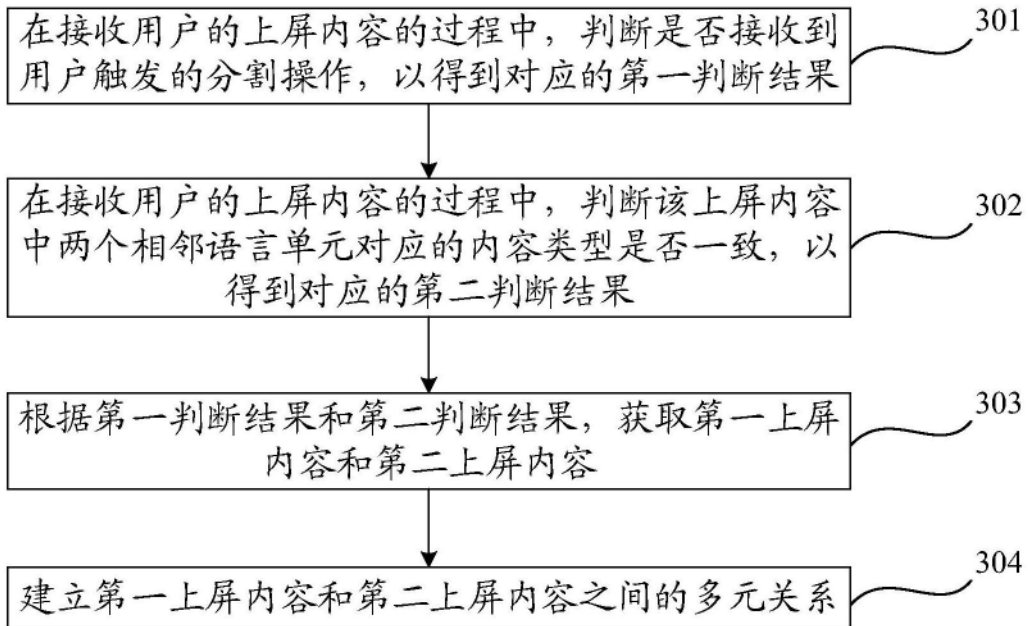 在接收用户的上屏内容的过程中，判断是否接收到
用户触发的分割操作，以得到对应的第一判断结果
301
在接收用户的上屏内容的过程中，判断该上屏内容
中两个相邻语言单元对应的内容类型是否一致，以
得到对应的第二判断结果
302
根据第一判断结果和第二判断结果，获取第一上屏
内容和第二上屏内容
303
建立第一上屏内容和第二上屏内容之间的多元关系
304